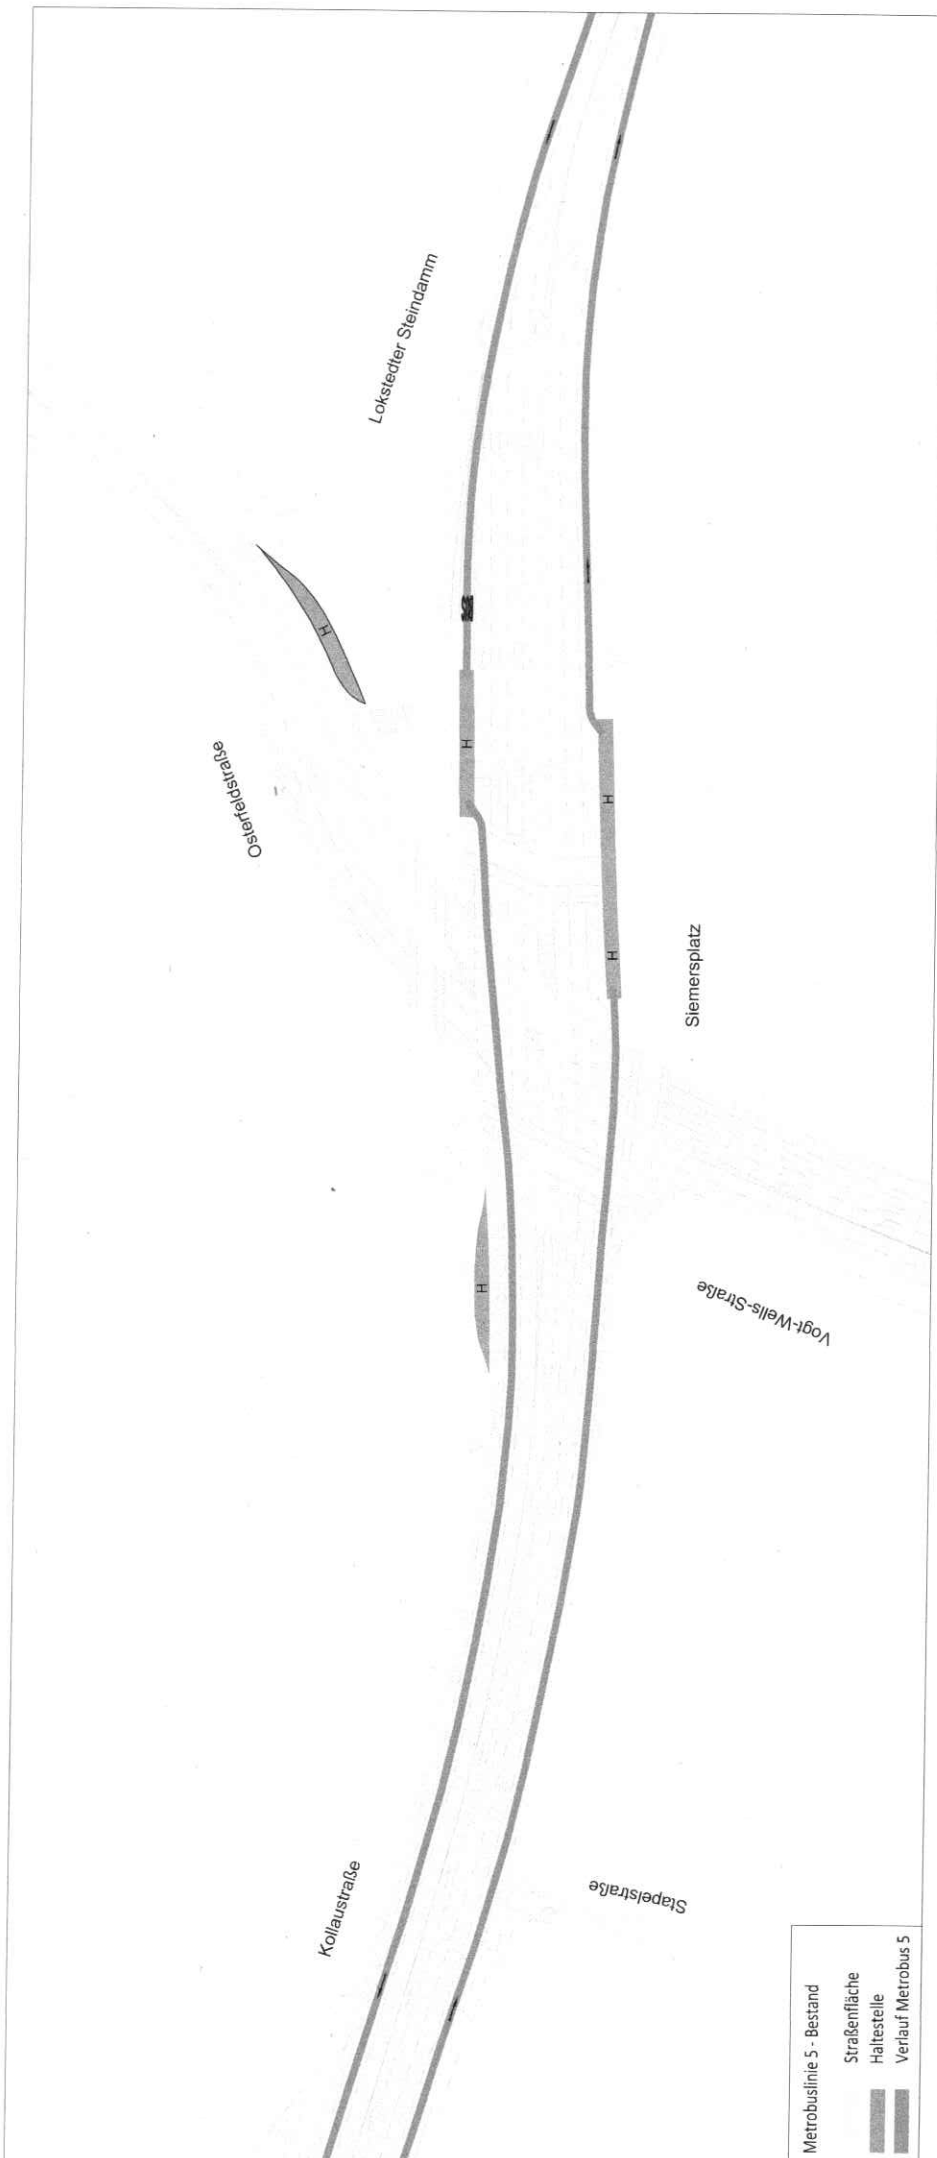 Lokstedter Steindamm
H
Osterfeldstraße
H
H
H
Siemersplatz
H
Vogt-Wells-Straße
Kollaustraße
Stapelstraße
Metrobuslinie 5 - Bestand
Straßenfläche
Haltestelle
Verlauf Metrobus 5